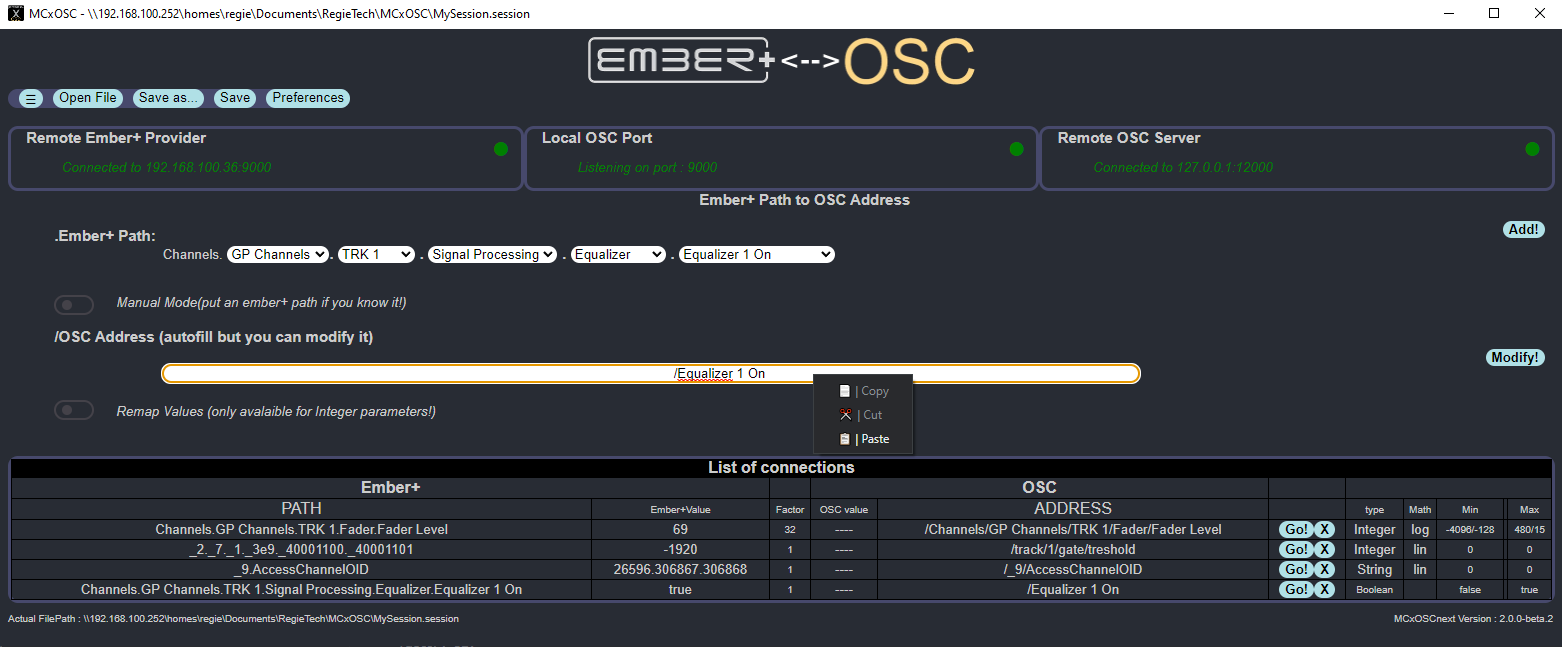 MCxOSC - \\192.168.100.252\homes\regie\Documents\RegieTech\MCxOSC\MySession.session
EMBER+ <--> OSC
☰ Open File Save as... Save Preferences
Remote Ember+ Provider Local OSC Port Remote OSC Server
Connected to 192.168.100.36:9000 Listening on port : 9000 Connected to 127.0.0.1:12000
Ember+ Path to OSC Address
.Ember+ Path: Add!
Channels. GP Channels . TRK 1 . Signal Processing . Equalizer . Equalizer 1 On
Manual Mode(put an ember+ path if you know it!)
/OSC Address (autofill but you can modify it)
Modify!
/Equalizer 1 On
| Copy
| Cut
| Paste
Remap Values (only avalaible for Integer parameters!)
List of connections
Ember+ OSC
PATH Ember+Value Factor OSC value ADDRESS type Math Min Max
Channels.GP Channels.TRK 1.Fader.Fader Level 69 32 ---- /Channels/GP Channels/TRK 1/Fader/Fader Level Go! X Integer log -4096/-128 480/15
_2._7._1._3e9._40001100._40001101 -1920 1 ---- /track/1/gate/treshold Go! X Integer lin 0 0
_9.AccessChannelOID 26596.306867.306868 1 ---- /_9/AccessChannelOID Go! X String lin 0 0
Channels.GP Channels.TRK 1.Signal Processing.Equalizer.Equalizer 1 On true 1 ---- /Equalizer 1 On Go! X Boolean false true
Actual FilePath : \\192.168.100.252\homes\regie\Documents\RegieTech\MCxOSC\MySession.session MCxOSCnext Version : 2.0.0-beta.2